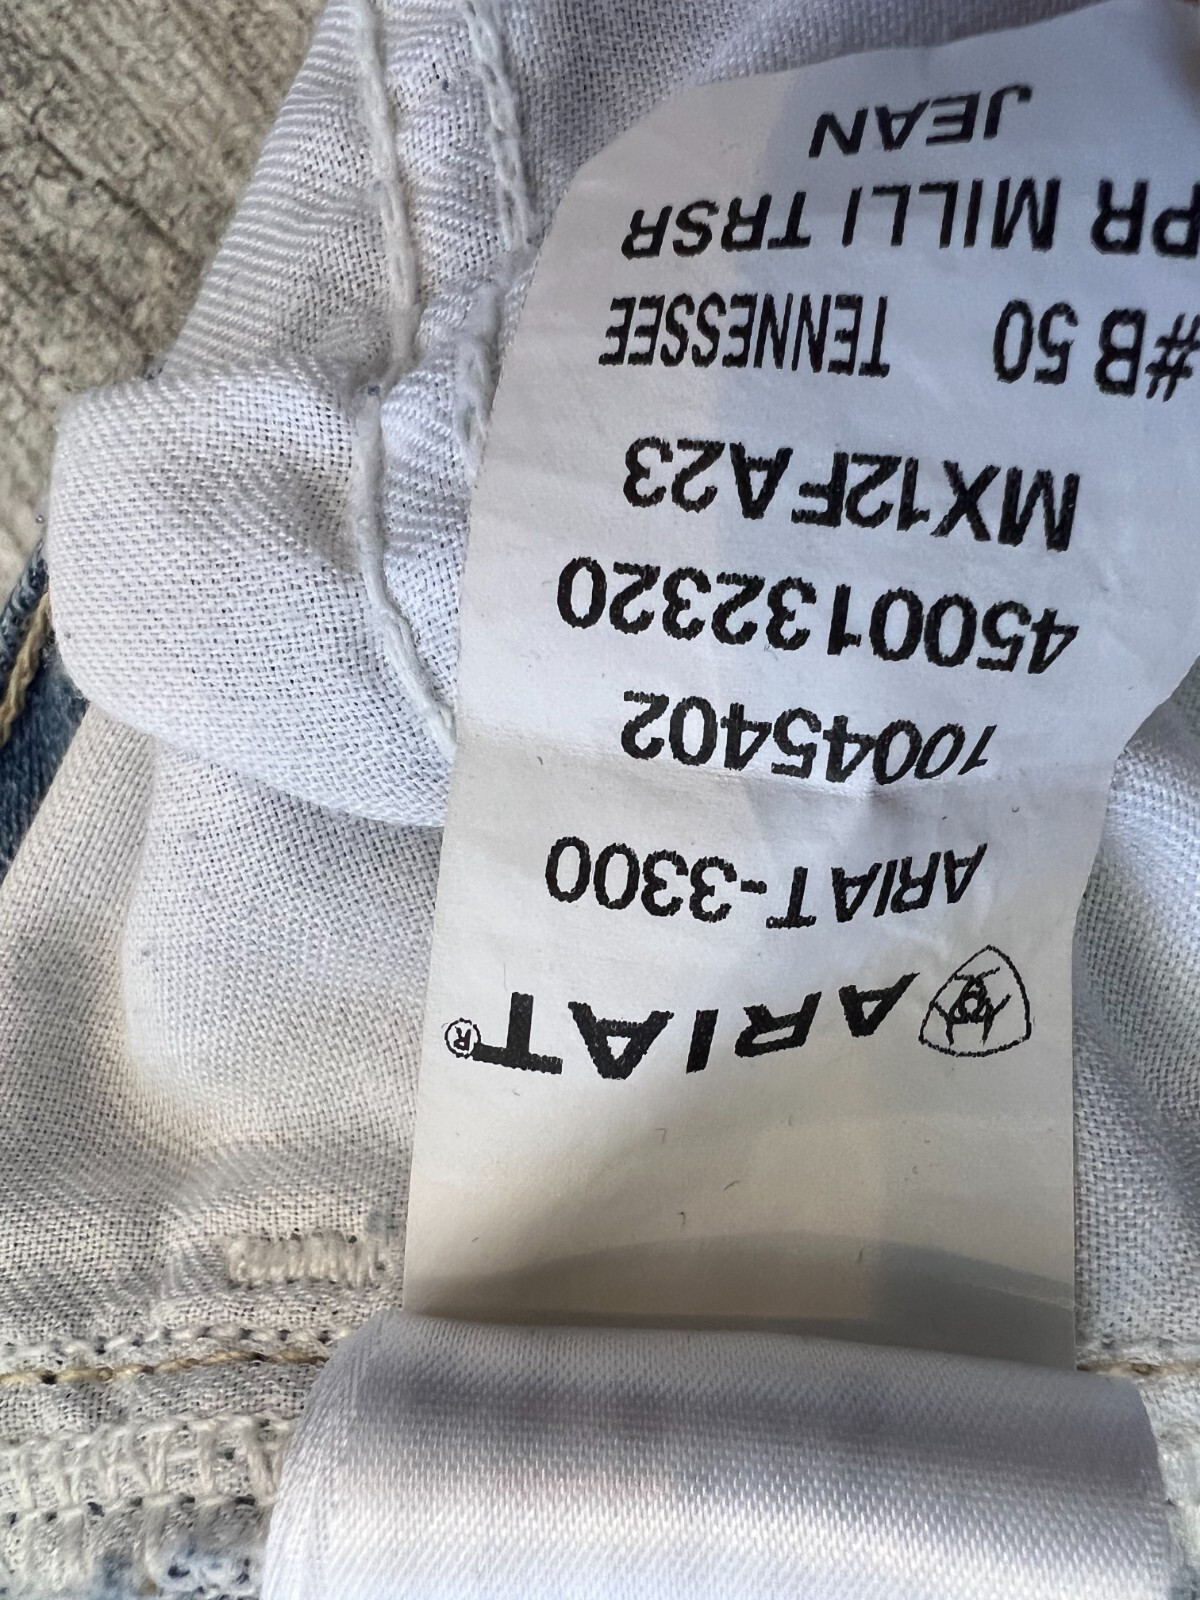 ARIAT®
ARIAT-3300
10045402
4500132320
MX12FA23
#B 50 TENNESSEE
PR MILLI TRSR
JEAN